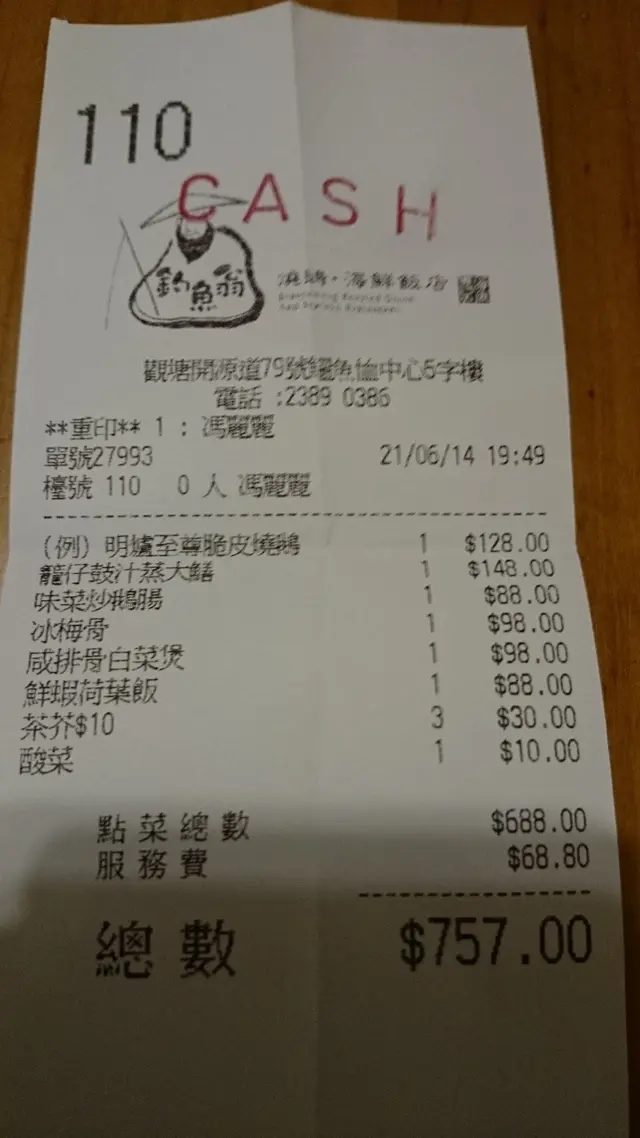 110
CASH
釣魚翁
燒鵝・海鮮飯店
觀塘開源道79號鱷魚恤中心5字樓
電話 :2389 0386
**重印** 1 : 馮麗麗
單號27993 21/06/14 19:49
檯號 110 0 人 馮麗麗
(例) 明爐至尊脆皮燒鵝 1 $128.00
籠仔鼓汁蒸大鱔 1 $148.00
味菜炒鵝腸 1 $88.00
冰梅骨 1 $98.00
咸排骨白菜煲 1 $98.00
鮮蝦荷葉飯 1 $88.00
茶芥$10 3 $30.00
酸菜 1 $10.00
點菜總數 $688.00
服務費 $68.80
總數 $757.00